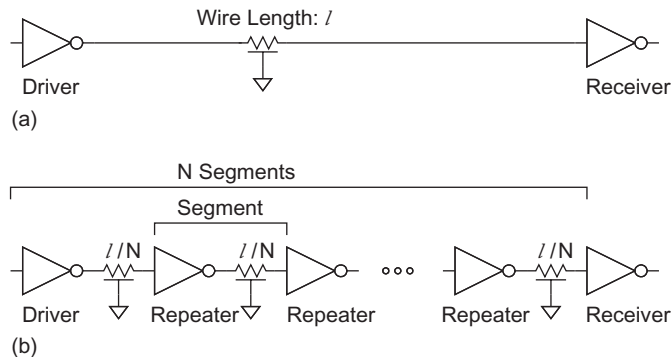 Wire Length: l
Driver
Receiver
(a)
N Segments
Segment
l/N
l/N
l/N
Driver
Repeater
Repeater
Repeater
Receiver
(b)